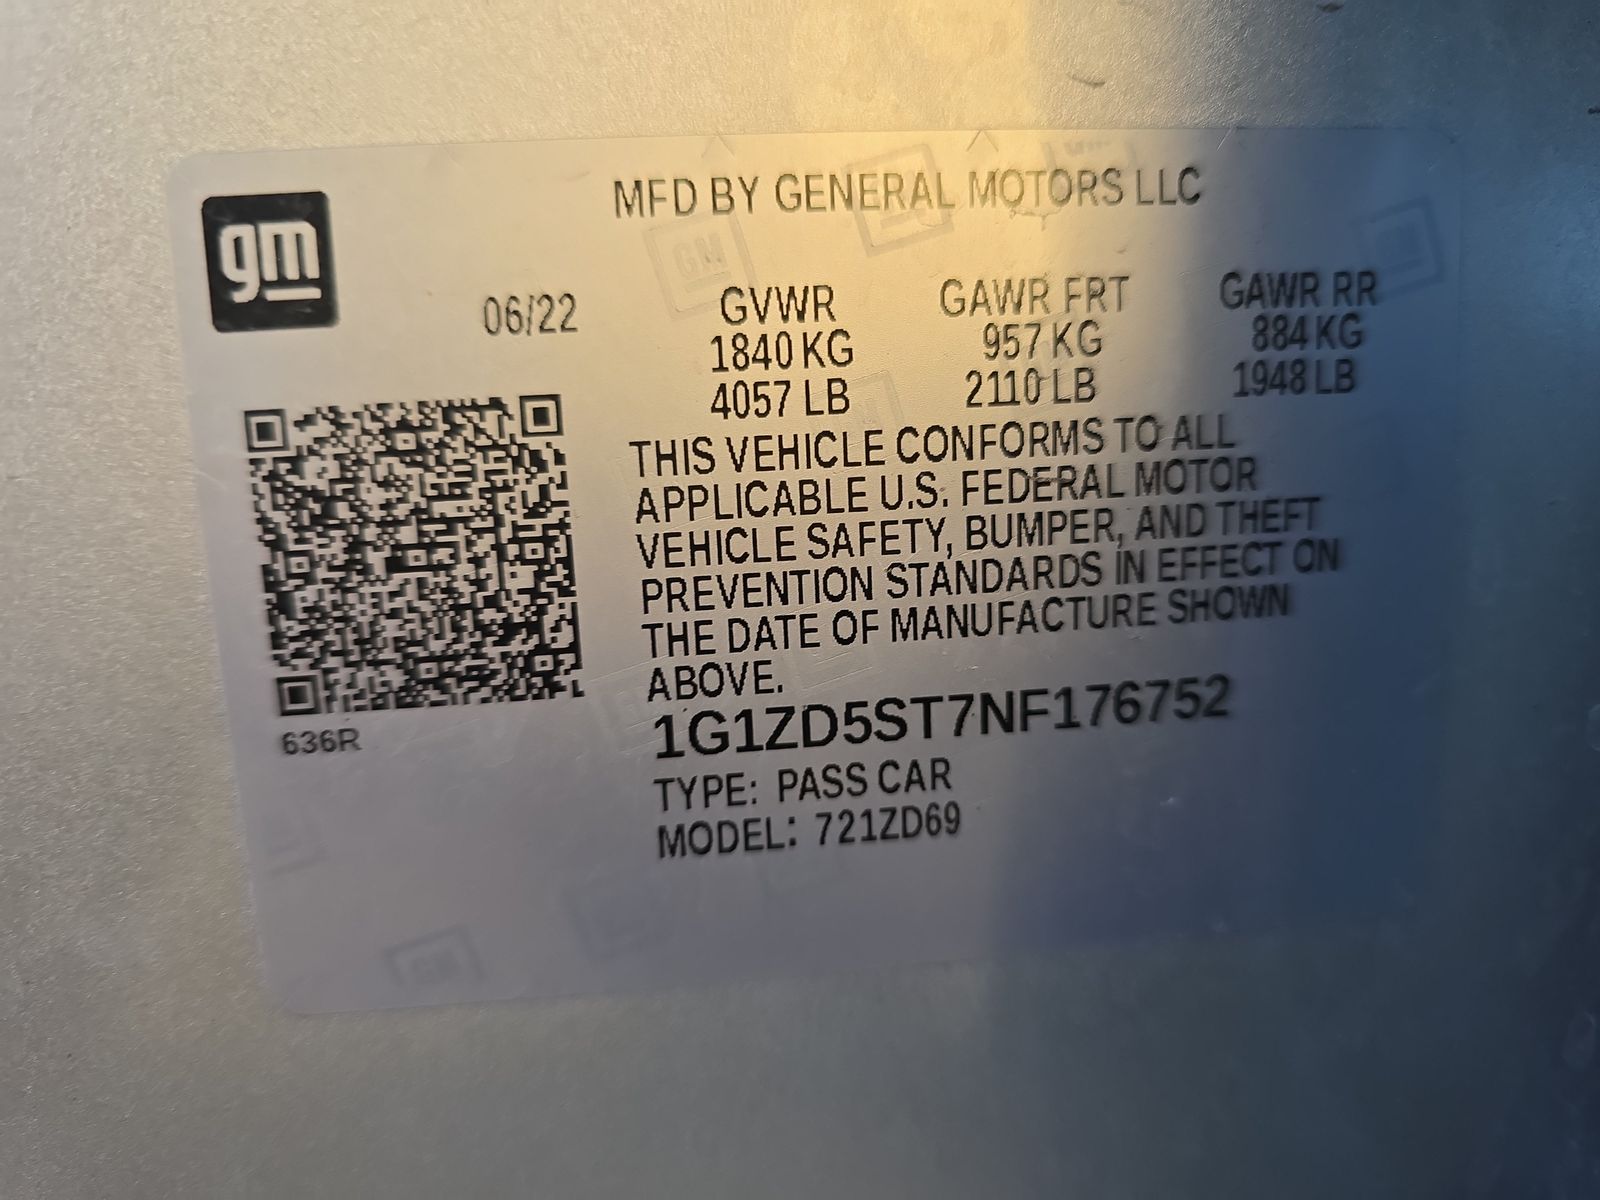 gm
MFD BY GENERAL MOTORS LLC
06/22
GVWR
1840 KG
4057 LB
GAWR FRT
957 KG
2110 LB
GAWR RR
884 KG
1948 LB
THIS VEHICLE CONFORMS TO ALL
APPLICABLE U.S. FEDERAL MOTOR
VEHICLE SAFETY, BUMPER, AND THEFT
PREVENTION STANDARDS IN EFFECT ON
THE DATE OF MANUFACTURE SHOWN
ABOVE.
1G1ZD5ST7NF176752
TYPE: PASS CAR
MODEL: 721ZD69
636R
GM
GM